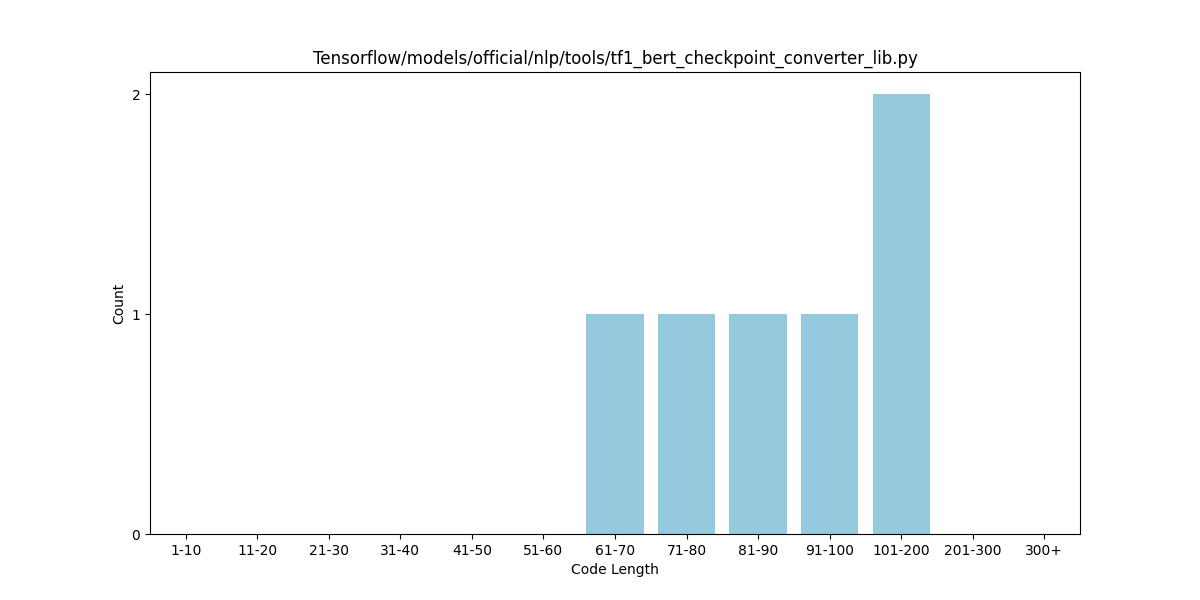 Tensorflow/models/official/nlp/tools/tf1_bert_checkpoint_converter_lib.py
2
1
0
Count
1-10 11-20 21-30 31-40 41-50 51-60 61-70 71-80 81-90 91-100 101-200 201-300 300+
Code Length